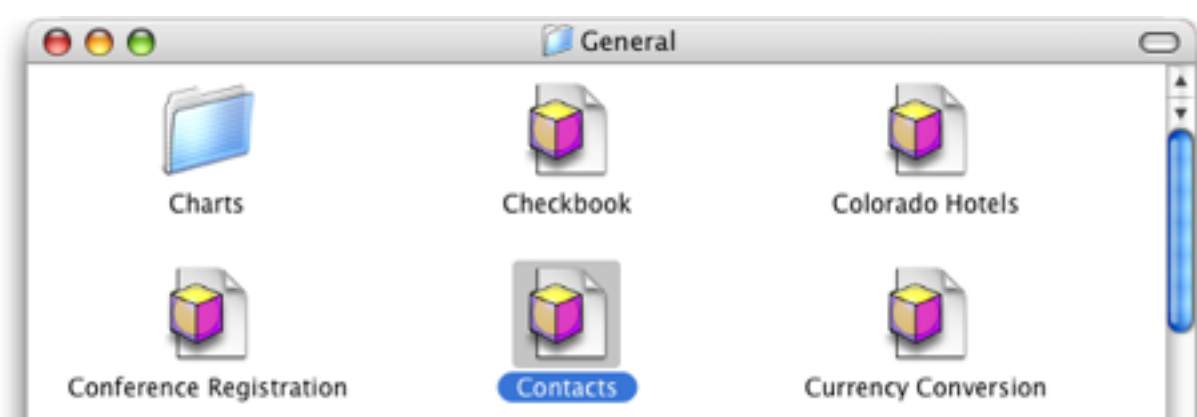 General
Charts
Checkbook
Colorado Hotels
Conference Registration
Contacts
Currency Conversion